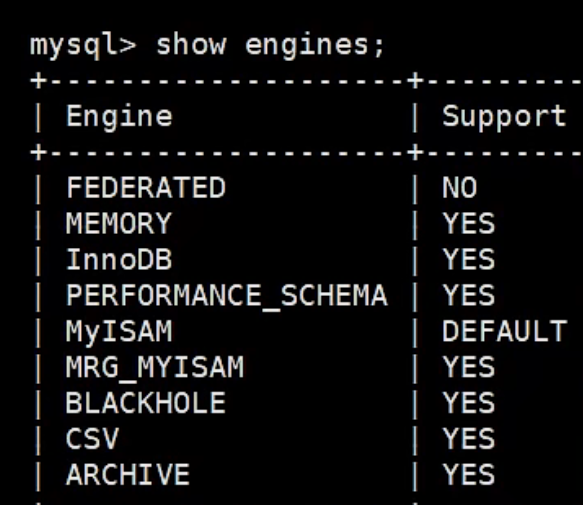 mysql> show engines;
+--------------------+---------
| Engine             | Support
+--------------------+---------
| FEDERATED          | NO
| MEMORY             | YES
| InnoDB             | YES
| PERFORMANCE_SCHEMA | YES
| MyISAM             | DEFAULT
| MRG_MYISAM         | YES
| BLACKHOLE          | YES
| CSV                | YES
| ARCHIVE            | YES